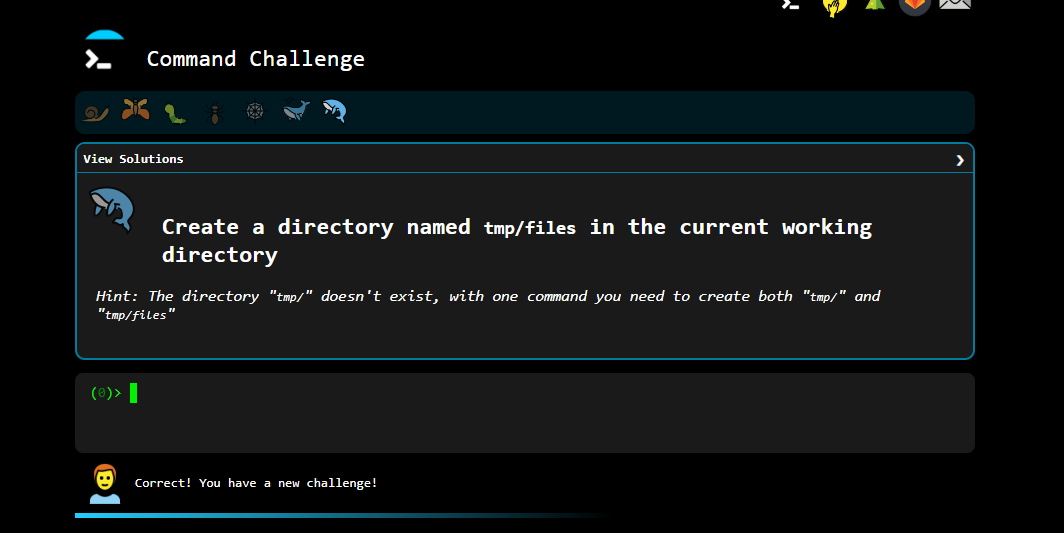 Command Challenge
View Solutions
Create a directory named tmp/files in the current working
directory
Hint: The directory "tmp/" doesn't exist, with one command you need to create both "tmp/" and
"tmp/files"
(0)>
Correct! You have a new challenge!